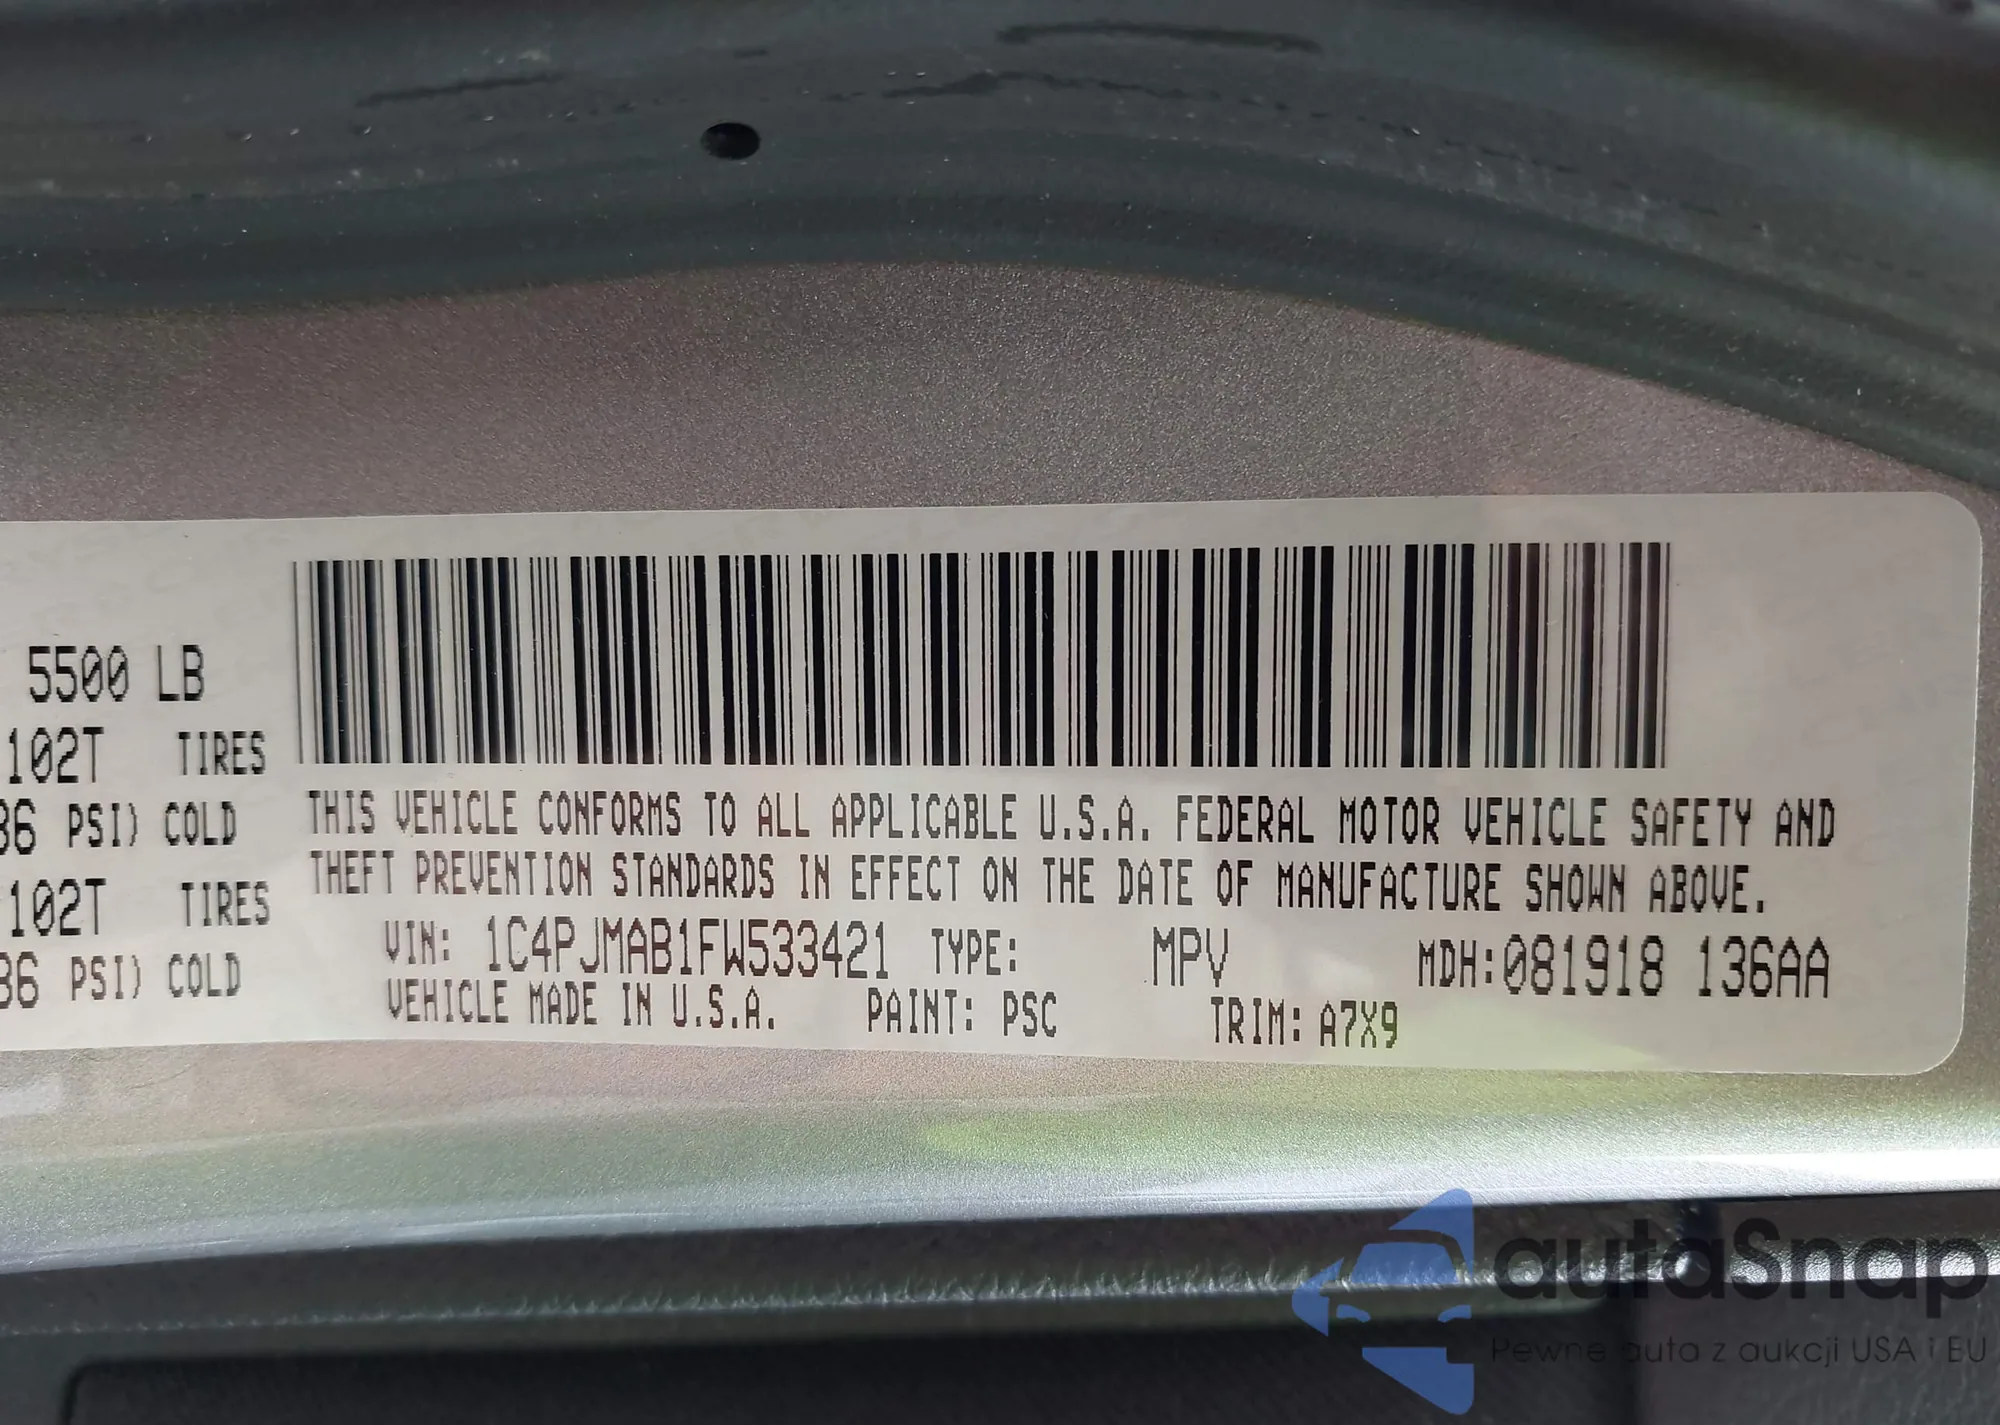 5500 LB
102T TIRES
36 PSI) COLD
102T TIRES
36 PSI) COLD
THIS VEHICLE CONFORMS TO ALL APPLICABLE U.S.A. FEDERAL MOTOR VEHICLE SAFETY AND
THEFT PREVENTION STANDARDS IN EFFECT ON THE DATE OF MANUFACTURE SHOWN ABOVE.
VIN: 1C4PJMAB1FW533421 TYPE: MPV MDH:081918 136AA
VEHICLE MADE IN U.S.A. PAINT: PSC TRIM: A7X9
autaSnap
Pewne auta z aukcji USA i EU